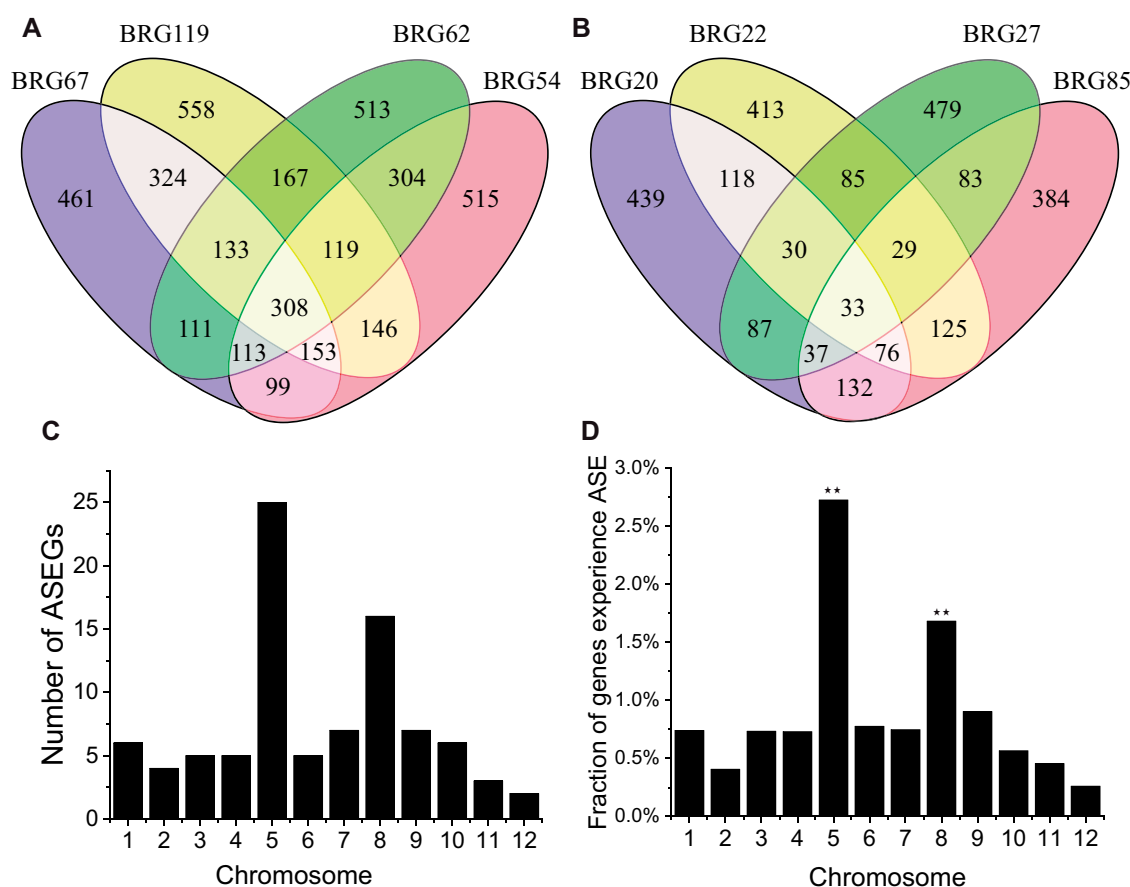 A
BRG119
BRG62
BRG67
BRG54
558
513
324
167
304
461
515
133
119
308
111
146
113
153
99
B
BRG22
BRG27
BRG20
BRG85
413
479
118
85
83
439
384
30
29
33
87
125
37
76
132
C
Number of ASEGs
25
20
15
10
5
0
1 2 3 4 5 6 7 8 9 10 11 12
Chromosome
D
Fraction of genes experience ASE
3.0%
2.5%
2.0%
1.5%
1.0%
0.5%
0.0%
★★
★★
1 2 3 4 5 6 7 8 9 10 11 12
Chromosome